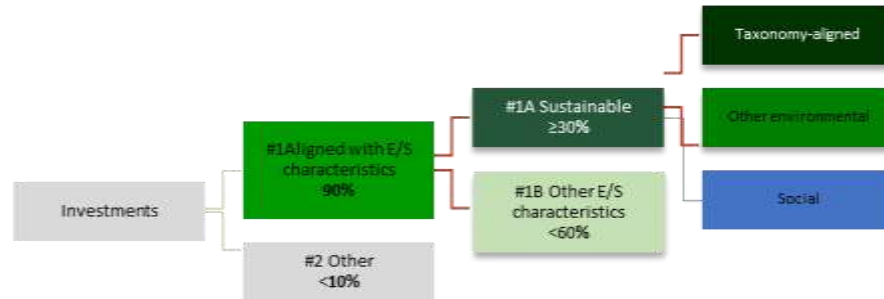 Taxonomy-aligned
#1A Sustainable
≥30%
Other environmental
#1Aligned with E/S
characteristics
90%
#1B Other E/S
characteristics
<60%
Social
Investments
#2 Other
<10%